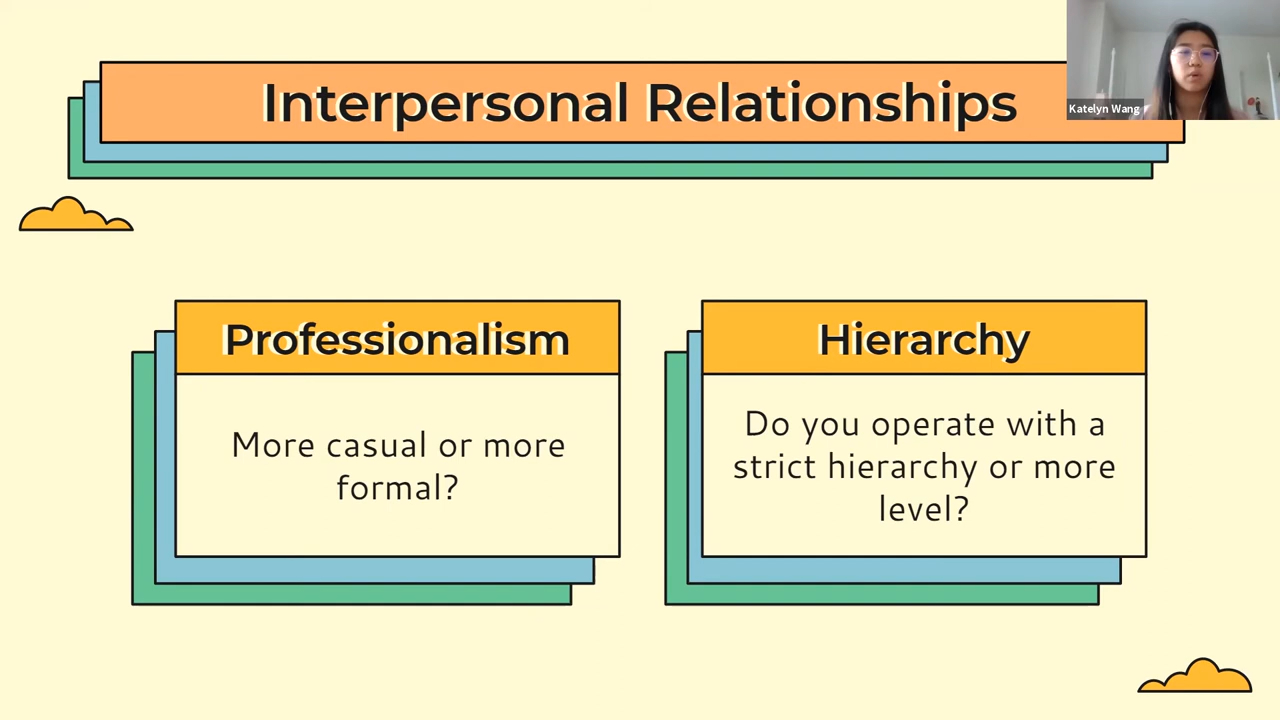 Interpersonal Relationships
Katelyn Wang
Professionalism
More casual or more
formal?
Hierarchy
Do you operate with a
strict hierarchy or more
level?